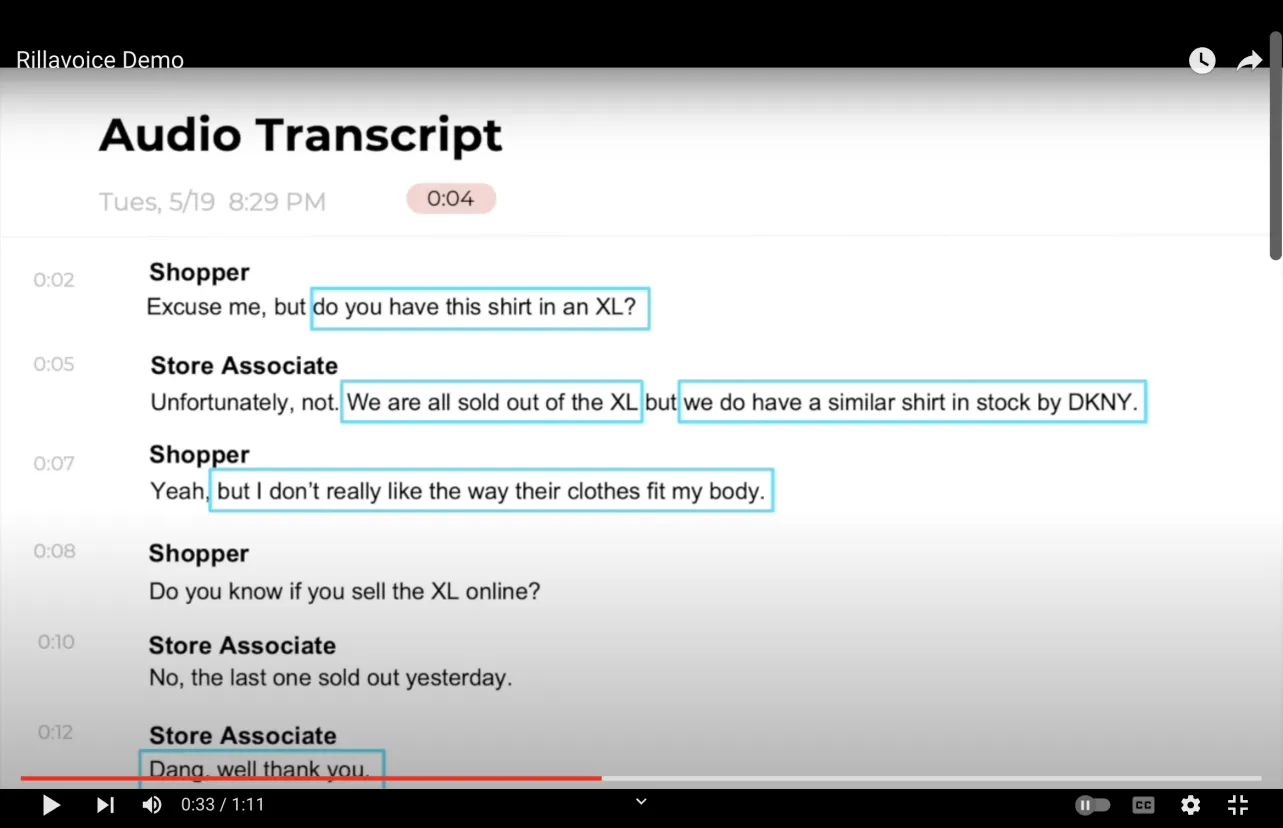 Rillavoice Demo
Audio Transcript
Tues, 5/19 8:29 PM 0:04
0:02 Shopper
Excuse me, but do you have this shirt in an XL?
0:05 Store Associate
Unfortunately, not. We are all sold out of the XL but we do have a similar shirt in stock by DKNY.
0:07 Shopper
Yeah, but I don't really like the way their clothes fit my body.
0:08 Shopper
Do you know if you sell the XL online?
0:10 Store Associate
No, the last one sold out yesterday.
0:12 Store Associate
Dang, well thank you.
0:33 / 1:11 CC